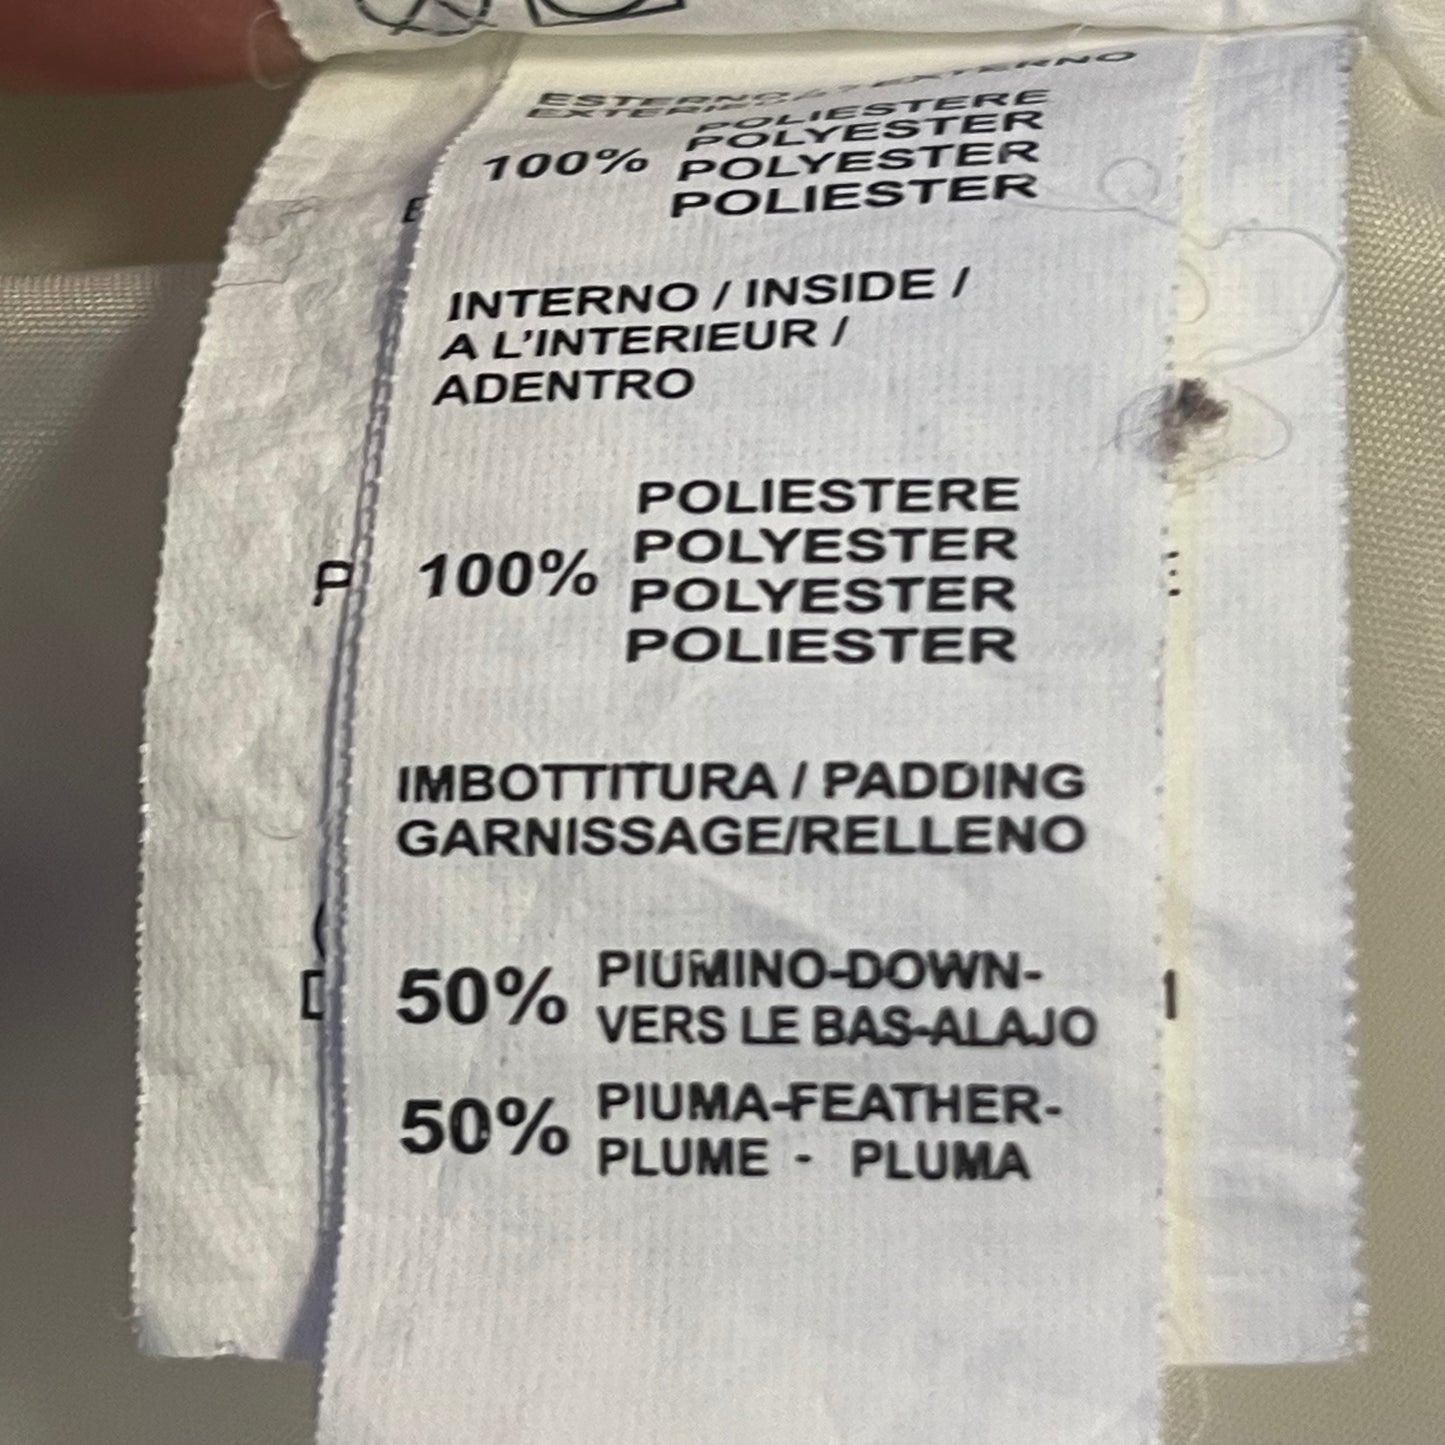 POLIESTERE
POLYESTER
100% POLYESTER
POLIESTER
INTERNO / INSIDE /
A L'INTERIEUR /
ADENTRO
POLIESTERE
100% POLYESTER
POLYESTER
POLIESTER
IMBOTTITURA / PADDING
GARNISSAGE/RELLENO
50% PIUMINO-DOWN-
VERS LE BAS-ALAJO
50% PIUMA-FEATHER-
PLUME - PLUMA